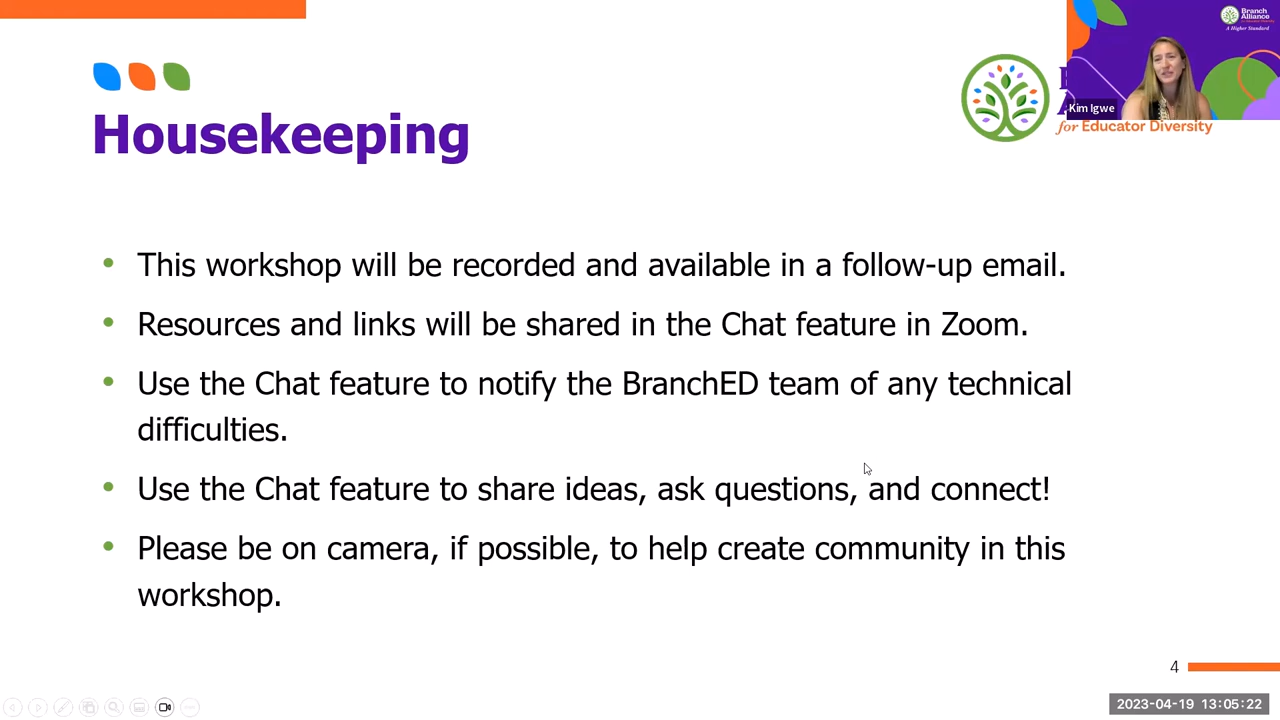 Branch
Alliance
A Higher Standard
Kim Igwe
for Educator Diversity
Housekeeping
• This workshop will be recorded and available in a follow-up email.
• Resources and links will be shared in the Chat feature in Zoom.
• Use the Chat feature to notify the BranchED team of any technical
difficulties.
• Use the Chat feature to share ideas, ask questions, and connect!
• Please be on camera, if possible, to help create community in this
workshop.
4
2023-04-19 13:05:22